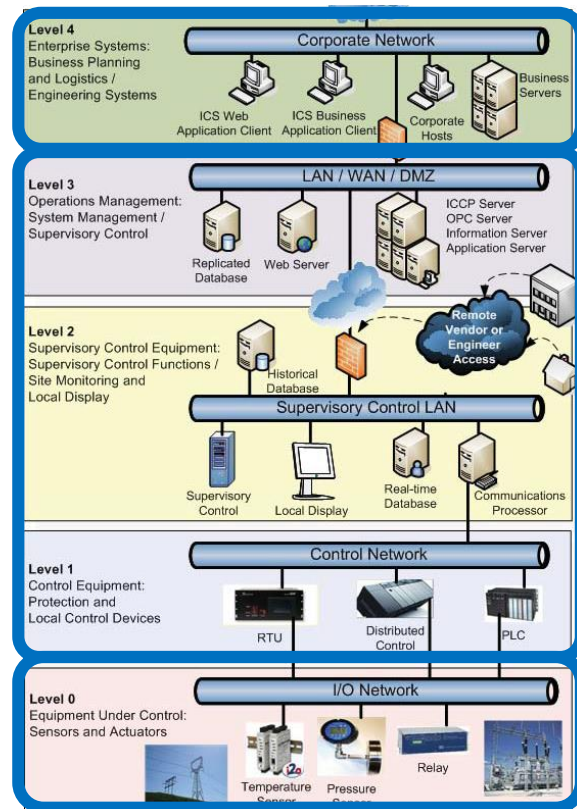 Level 4
Enterprise Systems:
Business Planning
and Logistics /
Engineering Systems
Corporate Network
ICS Web
Application Client
ICS Business
Application Client
Corporate
Hosts
Business
Servers
Level 3
Operations Management:
System Management /
Supervisory Control
LAN / WAN / DMZ
Replicated
Database
Web Server
ICCP Server
OPC Server
Information Server
Application Server
Level 2
Supervisory Control Equipment:
Supervisory Control Functions /
Site Monitoring and
Local Display
Remote
Vendor or
Engineer
Access
Historical
Database
Supervisory Control LAN
Supervisory
Control
Local Display
Real-time
Database
Communications
Processor
Level 1
Control Equipment:
Protection and
Local Control Devices
Control Network
RTU
Distributed
Control
PLC
Level 0
Equipment Under Control:
Sensors and Actuators
I/O Network
Temperature
Sensor
Pressure
Sensor
Relay